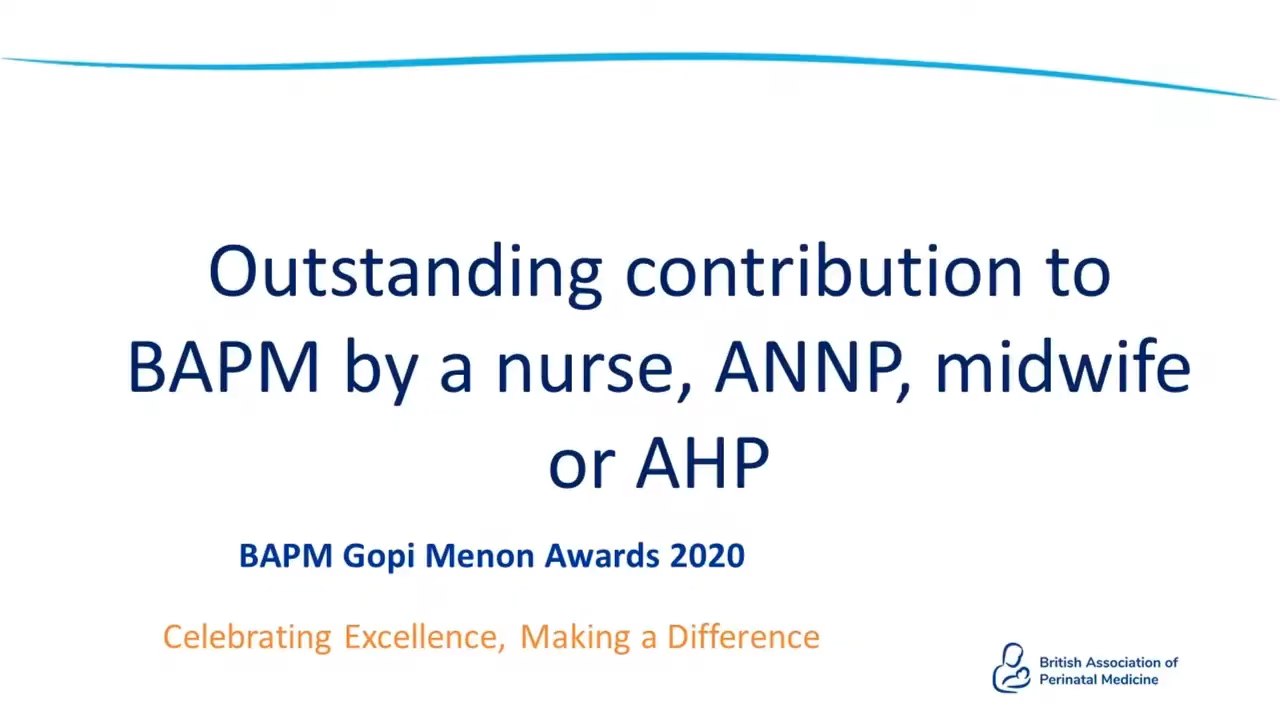 Outstanding contribution to
BAPM by a nurse, ANNP, midwife
or AHP
BAPM Gopi Menon Awards 2020
Celebrating Excellence, Making a Difference
British Association of
Perinatal Medicine